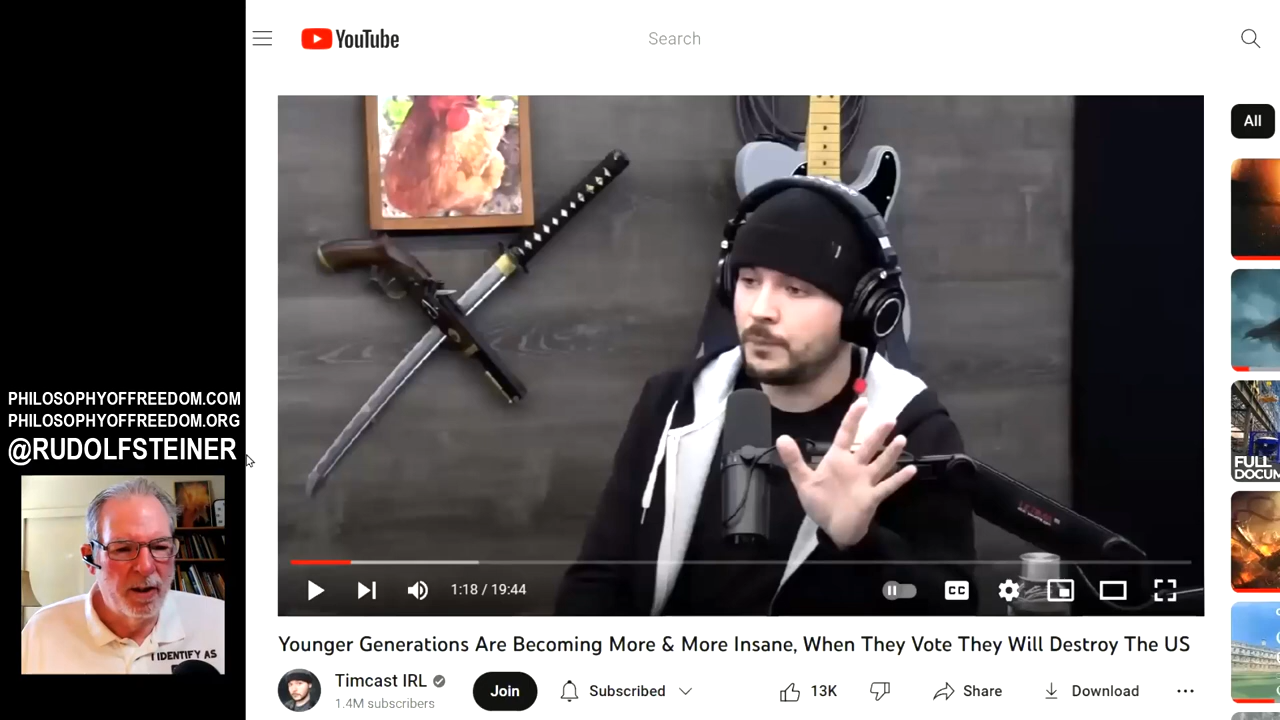 YouTube
Search
All
PHILOSOPHYOFFREEDOM.COM
PHILOSOPHYOFFREEDOM.ORG
@RUDOLFSTEINER
FULL
DOCUM
I IDENTIFY AS
1:18 / 19:44
CC
Younger Generations Are Becoming More & More Insane, When They Vote They Will Destroy The US
Timcast IRL
1.4M subscribers
Join
Subscribed
13K
Share
Download